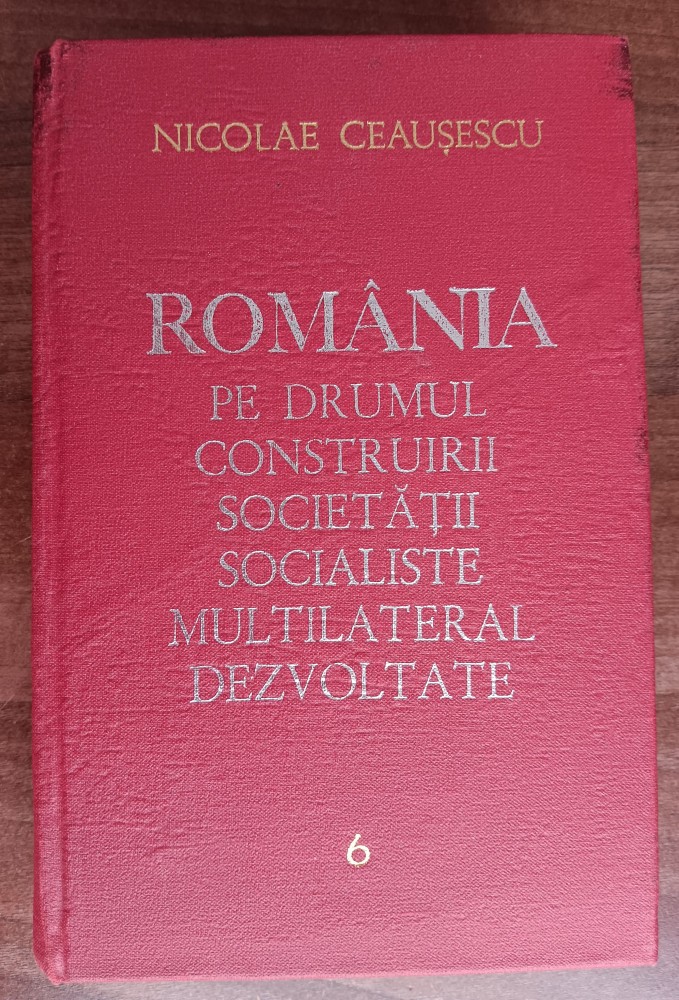 NICOLAE CEAUȘESCU
ROMÂNIA
PE DRUMUL
CONSTRUIRII
SOCIETĂȚII
SOCIALISTE
MULTILATERAL
DEZVOLTATE
6